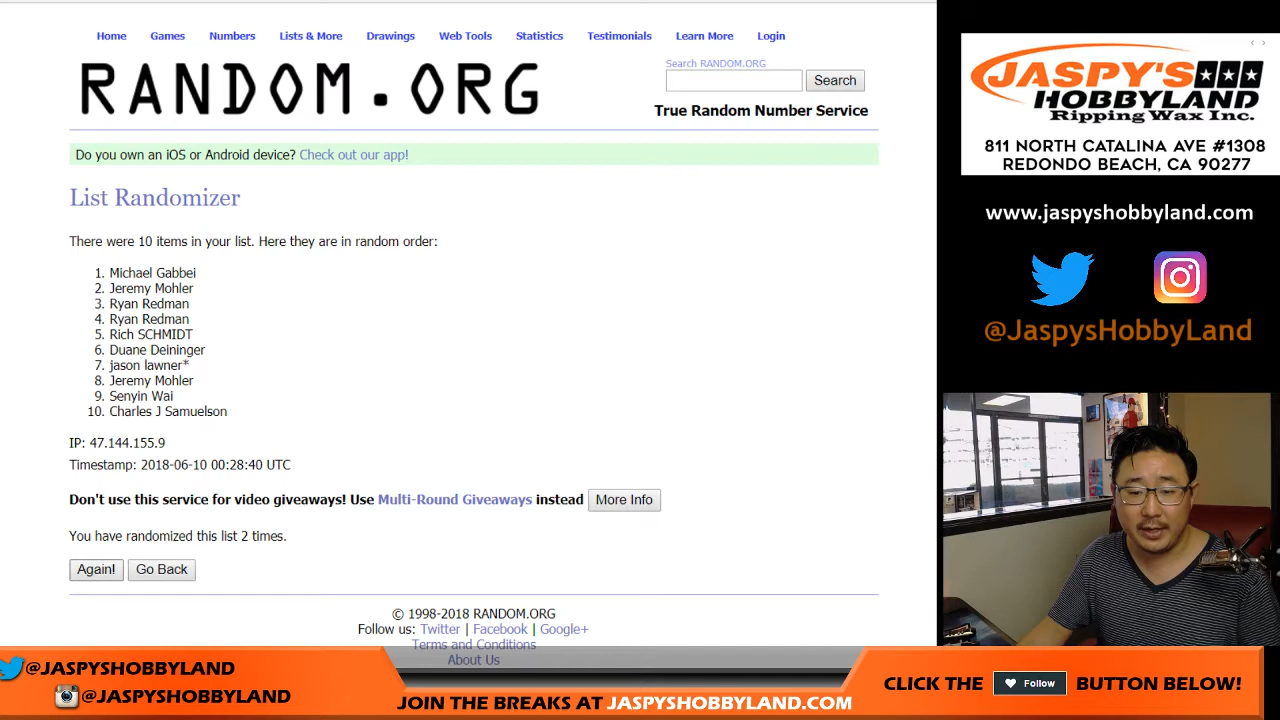 Home Games Numbers Lists & More Drawings Web Tools Statistics Testimonials Learn More Login
RANDOM.ORG
Search RANDOM.ORG
Search
True Random Number Service
Do you own an iOS or Android device? Check out our app!
List Randomizer
There were 10 items in your list. Here they are in random order:
1. Michael Gabbei
2. Jeremy Mohler
3. Ryan Redman
4. Ryan Redman
5. Rich SCHMIDT
6. Duane Deininger
7. jason lawner*
8. Jeremy Mohler
9. Senyin Wai
10. Charles J Samuelson
IP: 47.144.155.9
Timestamp: 2018-06-10 00:28:40 UTC
Don't use this service for video giveaways! Use Multi-Round Giveaways instead More Info
You have randomized this list 2 times.
Again! Go Back
© 1998-2018 RANDOM.ORG
Follow us: Twitter | Facebook | Google+
Terms and Conditions
About Us
JASPY'S
HOBBYLAND
Ripping Wax Inc.
811 NORTH CATALINA AVE #1308
REDONDO BEACH, CA 90277
www.jaspyshobbyland.com
@JaspysHobbyLand
@JASPYSHOBBYLAND
@JASPYSHOBBYLAND
JOIN THE BREAKS AT JASPYSHOBBYLAND.COM
CLICK THE Follow BUTTON BELOW!